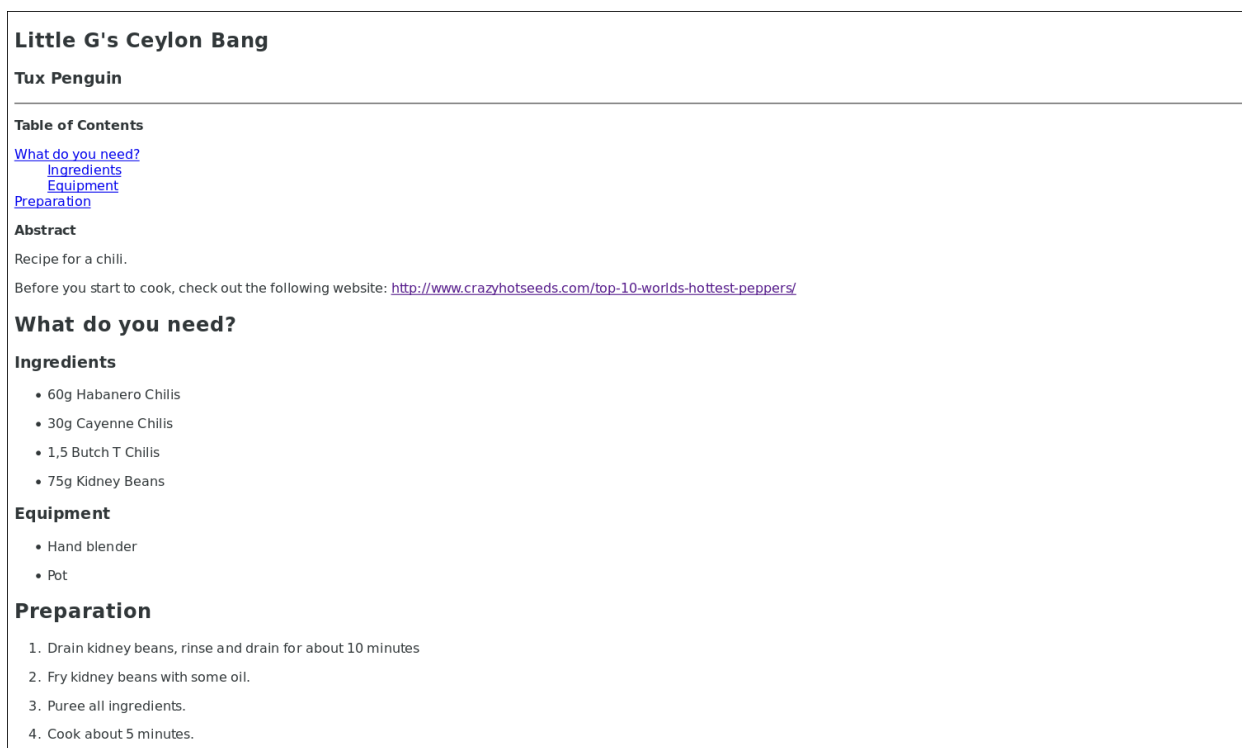 Little G's Ceylon Bang
Tux Penguin
Table of Contents
What do you need?
Ingredients
Equipment
Preparation
Abstract
Recipe for a chili.
Before you start to cook, check out the following website: http://www.crazyhotseeds.com/top-10-worlds-hottest-peppers/
What do you need?
Ingredients
• 60g Habanero Chilis
• 30g Cayenne Chilis
• 1,5 Butch T Chilis
• 75g Kidney Beans
Equipment
• Hand blender
• Pot
Preparation
1. Drain kidney beans, rinse and drain for about 10 minutes
2. Fry kidney beans with some oil.
3. Puree all ingredients.
4. Cook about 5 minutes.